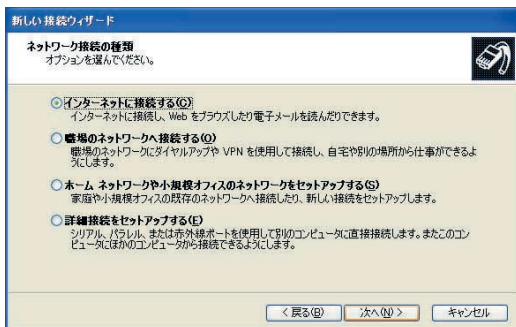 新しい接続ウィザード
ネットワーク接続の種類
オプションを選んでください。
インターネットに接続する(C)
インターネットに接続し、Web をブラウズしたり電子メールを読んだりできます。
職場のネットワークへ接続する(O)
職場のネットワークにダイヤルアップや VPN を使用して接続し、自宅や別の場所から仕事ができるよ
うにします。
ホーム ネットワークや小規模オフィスのネットワークをセットアップする(S)
家庭や小規模オフィスの既存のネットワークへ接続したり、新しい接続をセットアップします。
詳細接続をセットアップする(E)
シリアル、パラレル、または赤外線ポートを使用して別のコンピュータに直接接続します。またこのコン
ピュータにほかのコンピュータから接続できるようにします。
< 戻る(B) 次へ(N) > キャンセル